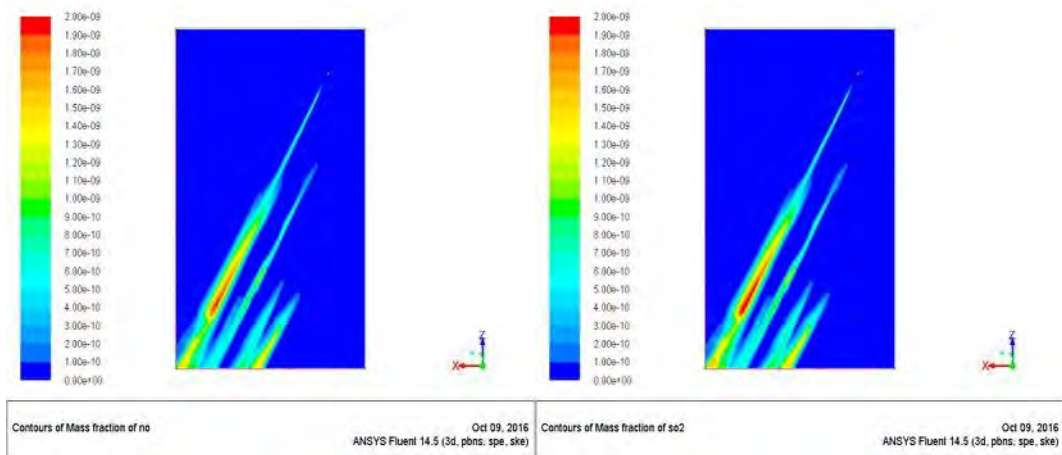 2.00e-09
1.90e-09
1.80e-09
1.70e-09
1.60e-09
1.50e-09
1.40e-09
1.30e-09
1.20e-09
1.10e-09
1.00e-09
9.00e-10
8.00e-10
7.00e-10
6.00e-10
5.00e-10
4.00e-10
3.00e-10
2.00e-10
1.00e-10
0.00e+00
Z
X
Contours of Mass fraction of no
Oct 09, 2016
ANSYS Fluent 14.5 (3d, pbns, spe, ske)
2.00e-09
1.90e-09
1.80e-09
1.70e-09
1.60e-09
1.50e-09
1.40e-09
1.30e-09
1.20e-09
1.10e-09
1.00e-09
9.00e-10
8.00e-10
7.00e-10
6.00e-10
5.00e-10
4.00e-10
3.00e-10
2.00e-10
1.00e-10
0.00e+00
Z
X
Contours of Mass fraction of so2
Oct 09, 2016
ANSYS Fluent 14.5 (3d, pbns, spe, ske)